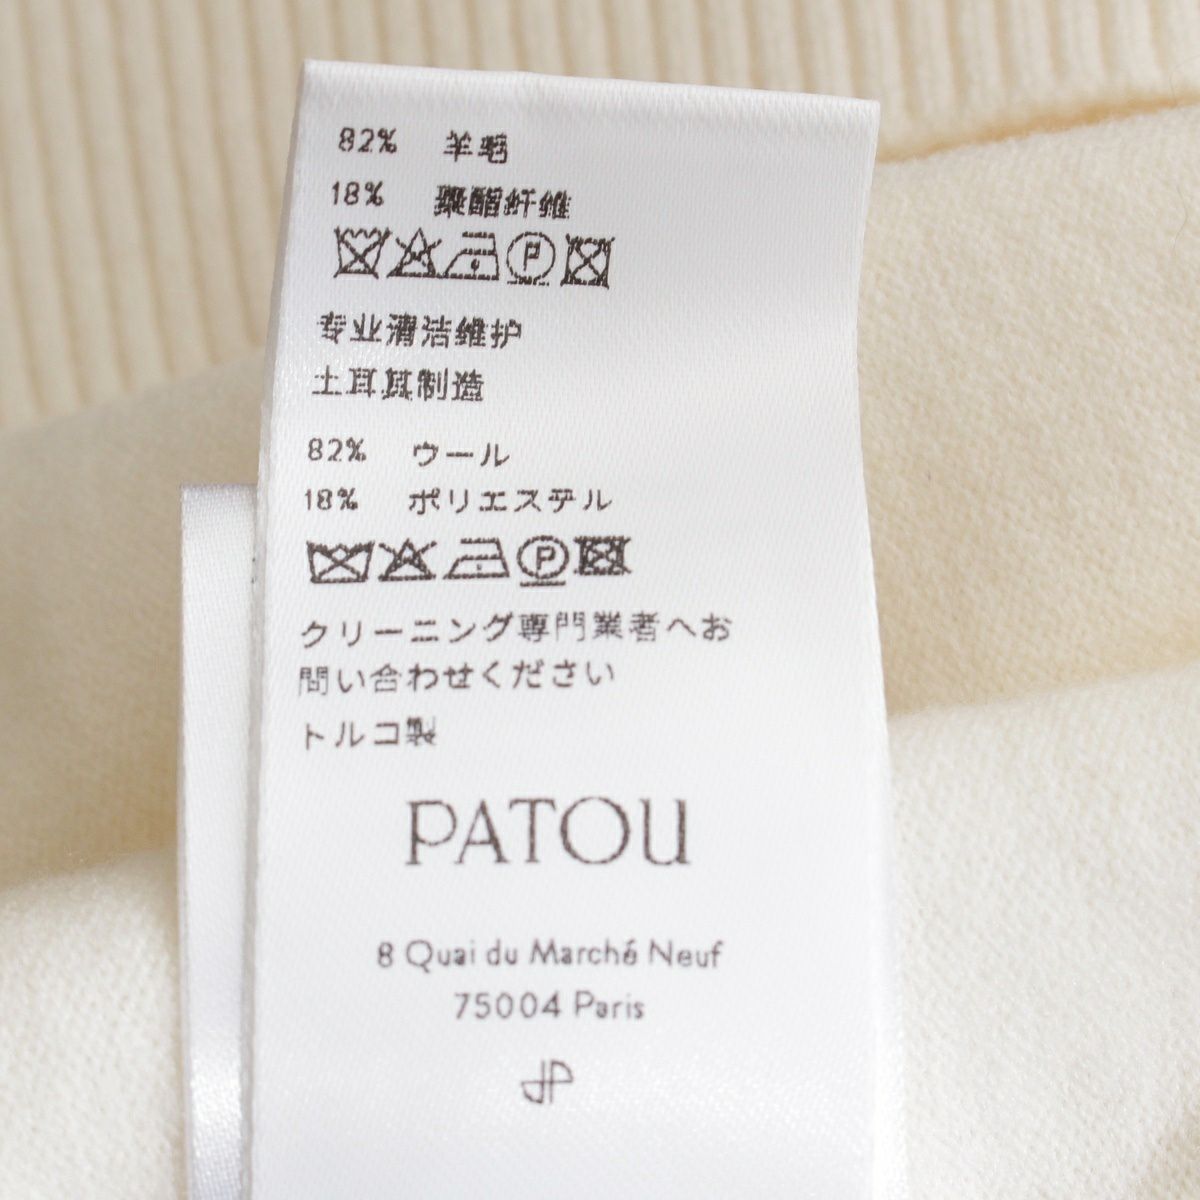 82% 羊毛
18% 聚酯纤维
P
专业清洁维护
土耳其制造
82% ウール
18% ポリエステル
P
クリーニング専門業者へお
問い合わせください
トルコ製
PATOU
8 Quai du Marché Neuf
75004 Paris
JP